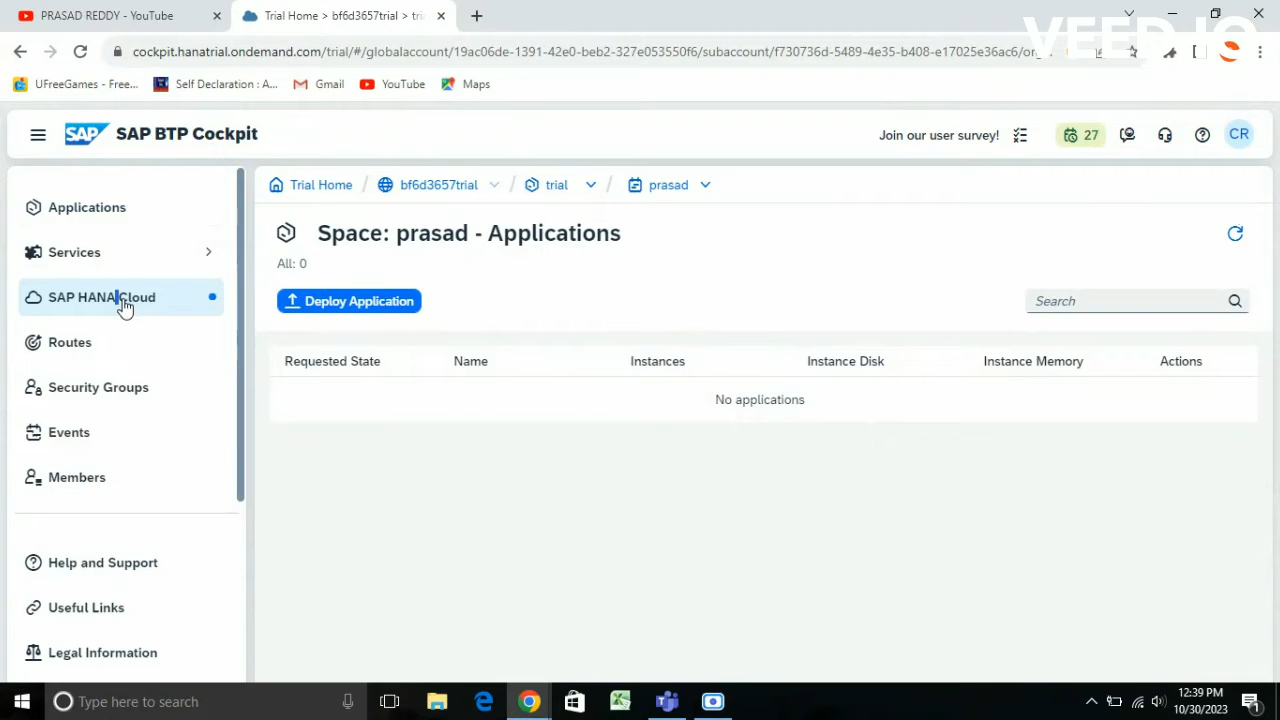 PRASAD REDDY - YouTube
Trial Home > bf6d3657trial > tri
VEED.IO
cockpit.hanatrial.ondemand.com/trial/#/globalaccount/19ac06de-1391-42e0-beb2-327e053550f6/subaccount/f730736d-5489-4e35-b408-e17025e36ac6/or
UFreeGames - Free...
Self Declaration : A...
Gmail
YouTube
Maps
SAP
SAP BTP Cockpit
Join our user survey!
27
CR
Applications
Services
SAP HANA Cloud
Routes
Security Groups
Events
Members
Help and Support
Useful Links
Legal Information
Trial Home / bf6d3657trial / trial / prasad
Space: prasad - Applications
All: 0
Deploy Application
Search
Requested State Name Instances Instance Disk Instance Memory Actions
No applications
Type here to search
12:39 PM
10/30/2023
1